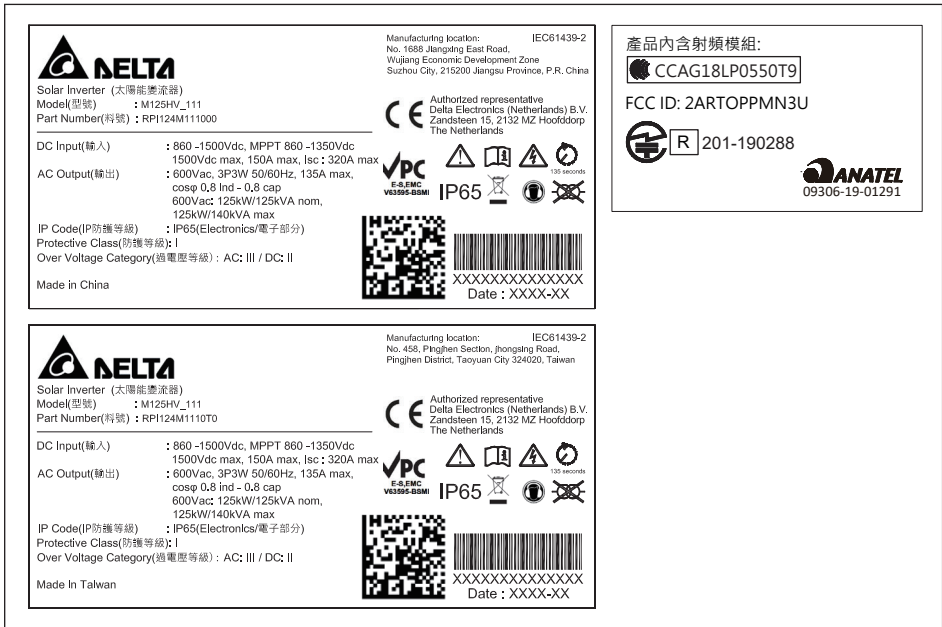 DELTA
Solar Inverter (太陽能變流器)
Model(型號) : M125HV_111
Part Number(料號) : RPI124M111000
DC Input(輸入) : 860 -1500Vdc, MPPT 860 -1350Vdc
1500Vdc max, 150A max, Isc : 320A max
AC Output(輸出) : 600Vac, 3P3W 50/60Hz, 135A max,
cosφ 0.8 ind - 0.8 cap
600Vac: 125kW/125kVA nom,
125kW/140kVA max
IP Code(IP防護等級) : IP65(Electronics/電子部分)
Protective Class(防護等級): I
Over Voltage Category(過電壓等級) : AC: III / DC: II
Made in China
Manufacturing location: IEC61439-2
No. 1688 Jiangxing East Road,
Wujiang Economic Development Zone
Suzhou City, 215200 Jiangsu Province, P.R. China
CE
Authorized representative
Delta Electronics (Netherlands) B.V.
Zandsteen 15, 2132 MZ Hoofddorp
The Netherlands
VPC
E-S,EMC
V63595-BSMI
135 seconds
IP65
XXXXXXXXXXXXXX
Date : XXXX-XX
DELTA
Solar Inverter (太陽能變流器)
Model(型號) : M125HV_111
Part Number(料號) : RPI124M1110T0
DC Input(輸入) : 860 -1500Vdc, MPPT 860 -1350Vdc
1500Vdc max, 150A max, Isc : 320A max
AC Output(輸出) : 600Vac, 3P3W 50/60Hz, 135A max,
cosφ 0.8 ind - 0.8 cap
600Vac: 125kW/125kVA nom,
125kW/140kVA max
IP Code(IP防護等級) : IP65(Electronics/電子部分)
Protective Class(防護等級): I
Over Voltage Category(過電壓等級) : AC: III / DC: II
Made In Taiwan
Manufacturing location: IEC61439-2
No. 458, Pingjhen Section, jhongsing Road,
Pingjhen District, Taoyuan City 324020, Taiwan
CE
Authorized representative
Delta Electronics (Netherlands) B.V.
Zandsteen 15, 2132 MZ Hoofddorp
The Netherlands
VPC
E-S,EMC
V63595-BSMI
135 seconds
IP65
XXXXXXXXXXXXXX
Date : XXXX-XX
產品內含射頻模組:
CCAG18LP0550T9
FCC ID: 2ARTOPPMN3U
R 201-190288
ANATEL
09306-19-01291